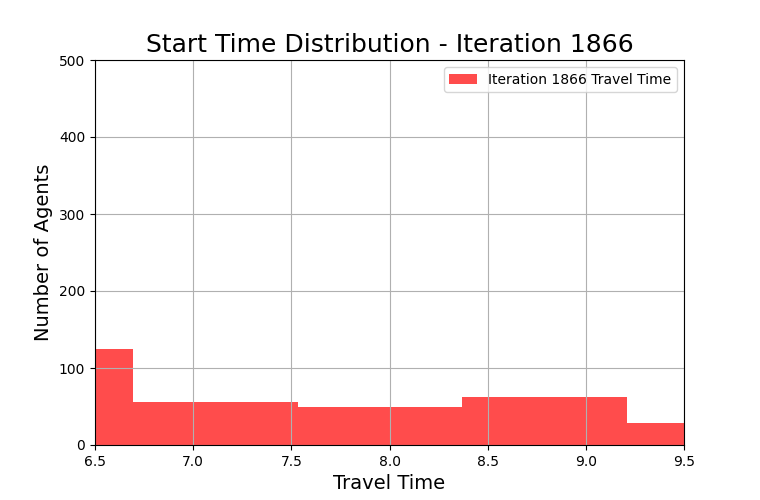 Start Time Distribution - Iteration 1866
Iteration 1866 Travel Time
Number of Agents
500
400
300
200
100
0
6.5 7.0 7.5 8.0 8.5 9.0 9.5
Travel Time